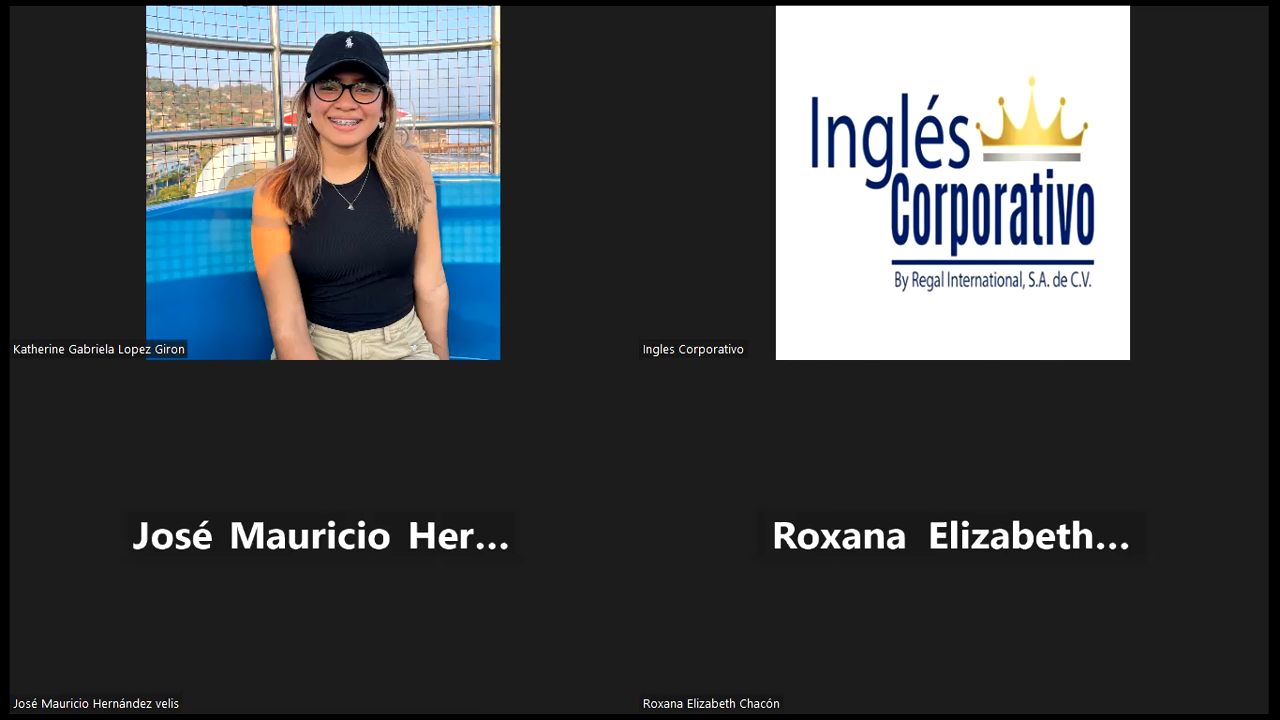 Inglés
Corporativo
By Regal International, S.A. de C.V.
Katherine Gabriela Lopez Giron
Ingles Corporativo
José Mauricio Her...
Roxana Elizabeth...
José Mauricio Hernández velis
Roxana Elizabeth Chacón